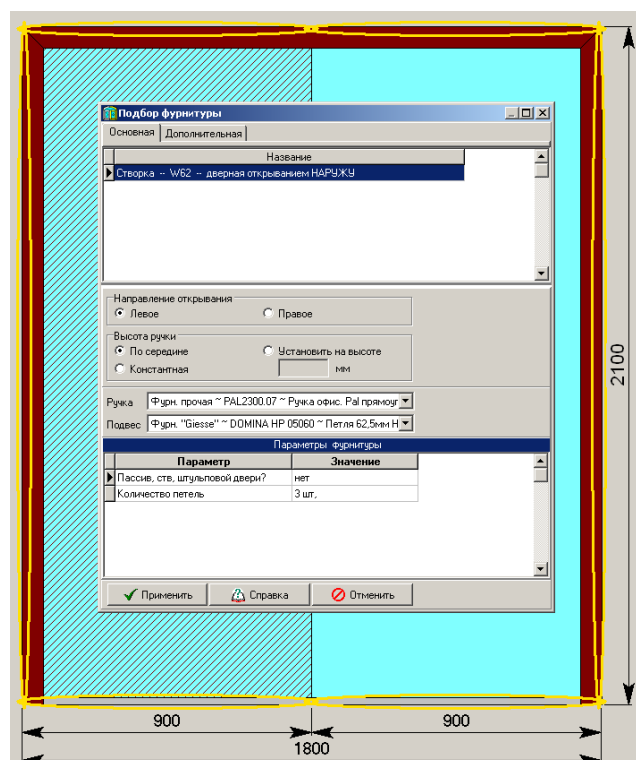 Подбор фурнитуры
Основная Дополнительная
Название
Створка -- W62 -- дверная открыванием НАРУЖУ
Направление открывания
Левое Правое
Высота ручки
По середине Установить на высоте
Константная мм
Ручка Фурн. прочая ~ PAL2300.07 ~ Ручка офис. Pal прямоуг
Подвес Фурн. "Giesse" ~ DOMINA HP 05060 ~ Петля 62,5мм Н
Параметры фурнитуры
Параметр Значение
Пассив, ств, штульповой двери? нет
Количество петель 3 шт,
Применить Справка Отменить
2100
900 900
1800